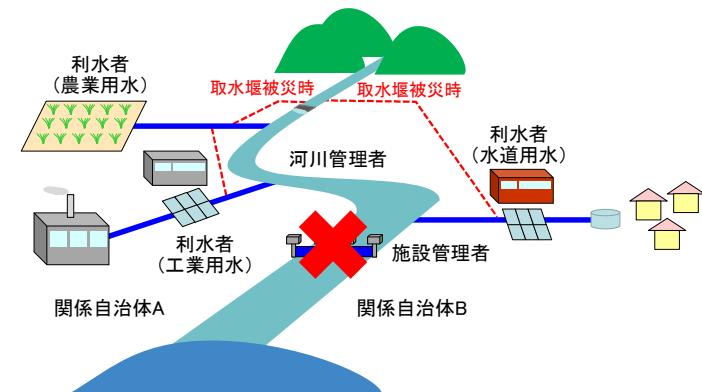 利水者
（農業用水）
取水堰被災時
取水堰被災時
利水者
（水道用水）
河川管理者
利水者
（工業用水）
施設管理者
関係自治体A
関係自治体B